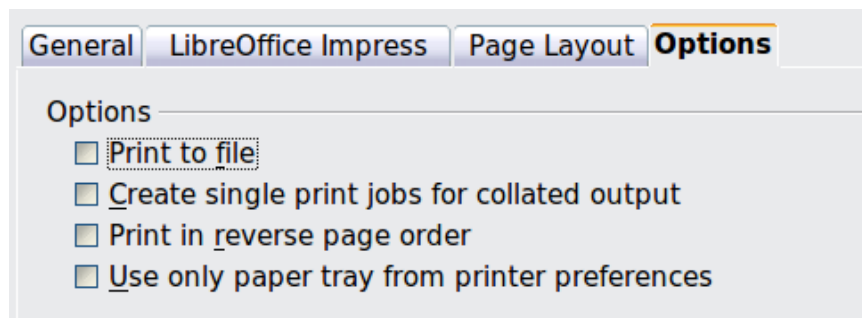 General LibreOffice Impress Page Layout Options
Options
Print to file
Create single print jobs for collated output
Print in reverse page order
Use only paper tray from printer preferences